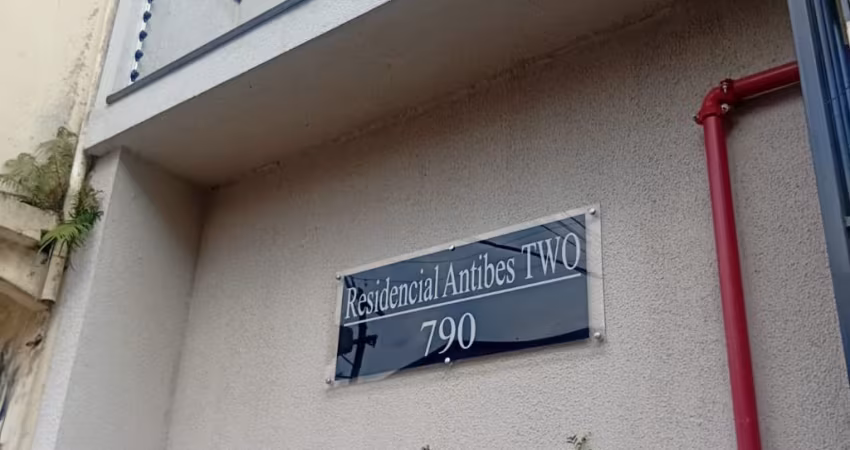 Residencial Antibes TWO
790